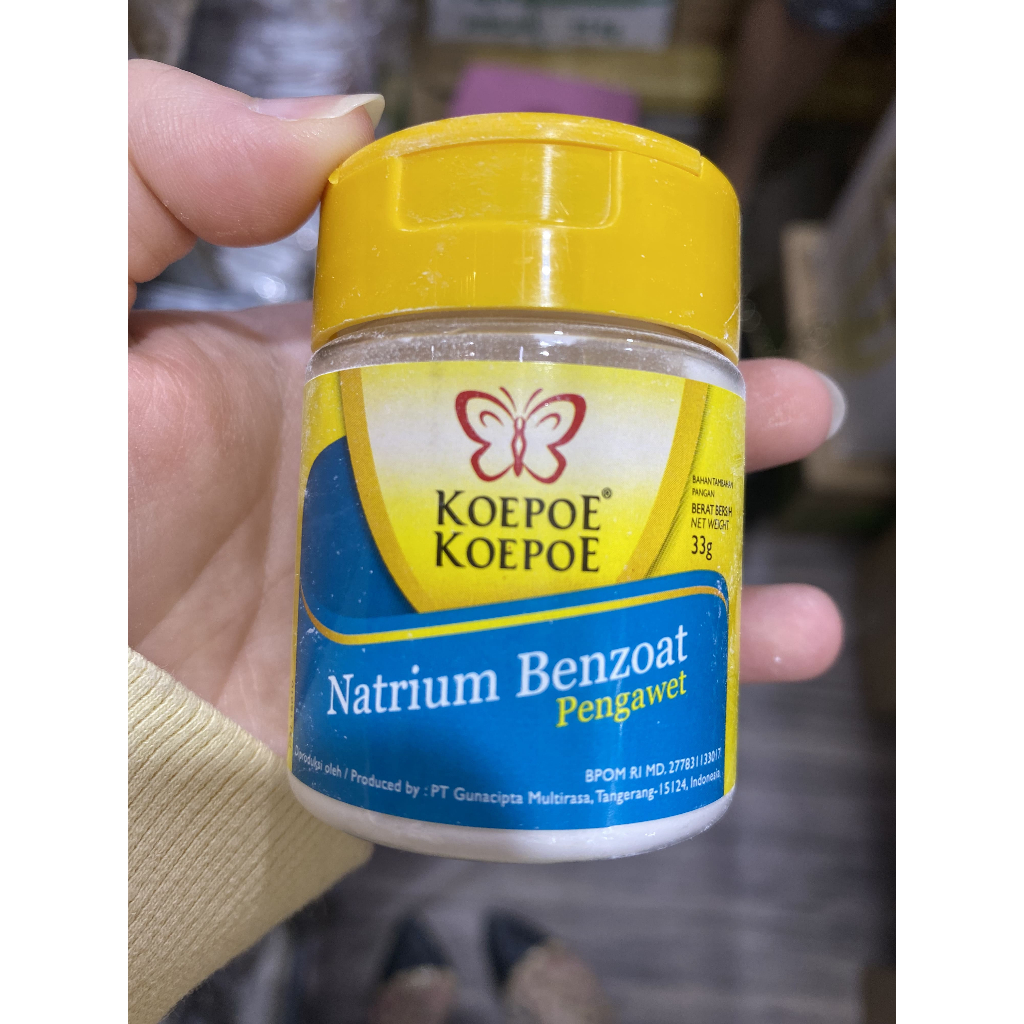 KOEPOE®
KOEPOE
BAHAN TAMBAHAN
PANGAN
BERAT BERSIH
NET WEIGHT
33g
Natrium Benzoat
Pengawet
BPOM RI MD. 277831133017
Diproduksi oleh / Produced by : PT Gunacipta Multirasa, Tangerang-15124, Indonesia.